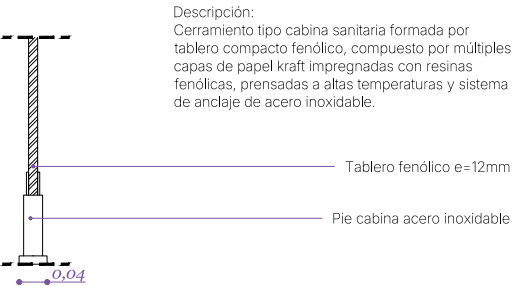 Descripción:
Cerramiento tipo cabina sanitaria formada por
tablero compacto fenólico, compuesto por múltiples
capas de papel kraft impregnadas con resinas
fenólicas, prensadas a altas temperaturas y sistema
de anclaje de acero inoxidable.
Tablero fenólico e=12mm
Pie cabina acero inoxidable
0,04